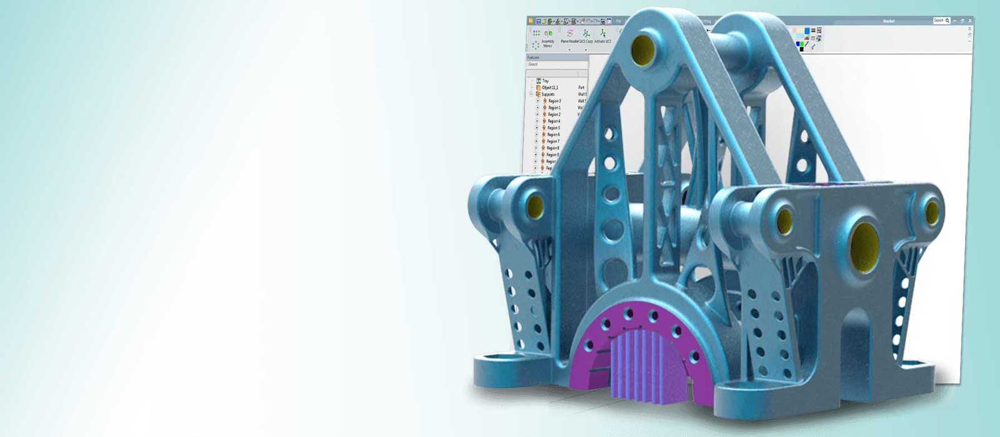 File
Bracket
Search
Assembly Mirror
Plane Parallel
UCS Copy
Activate UCS
Features
Search
Tray
Object 11_1 Part
Supports Wall S
Region 3 Wall S
Region 1
Region 2
Region 4
Region 5
Region 6
Region 7
Region 8
Region 9
Region